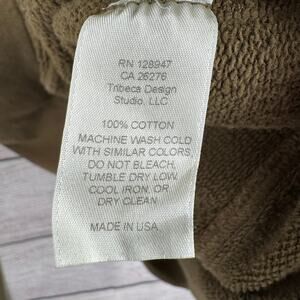 RN 128947
CA 26276
Tribeca Design
Studio, LLC
100% COTTON
MACHINE WASH COLD
WITH SIMILAR COLORS,
DO NOT BLEACH,
TUMBLE DRY LOW,
COOL IRON, OR
DRY CLEAN
MADE IN USA